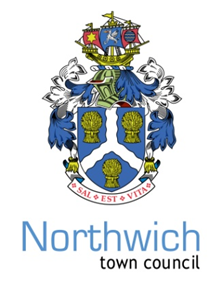 SAL · EST · VITA
Northwich
town council